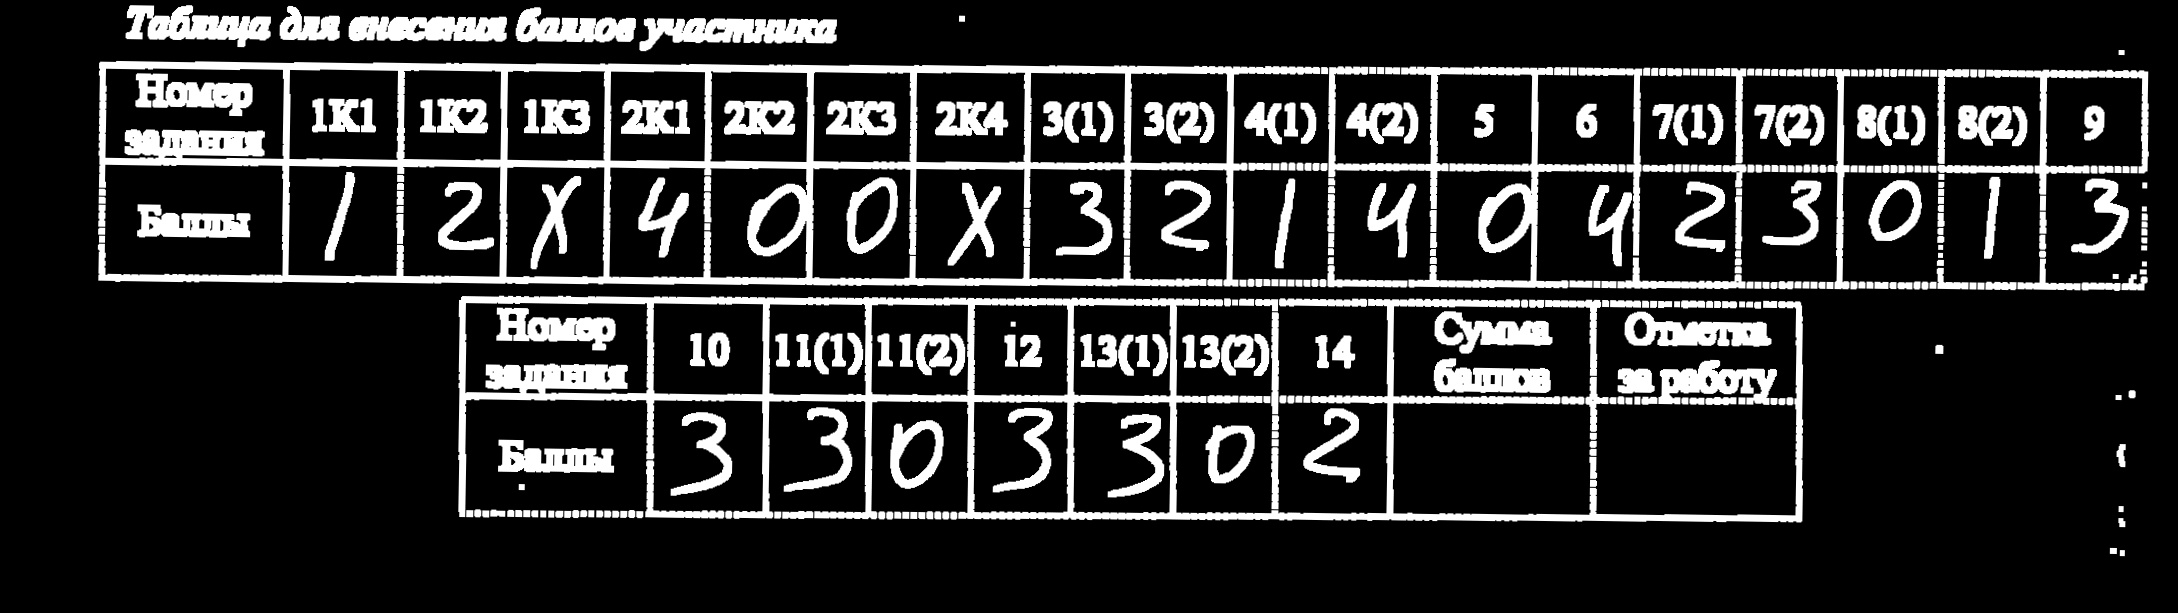 Таблица для внесения баллов участника
Номер задания 1К1 1К2 1К3 2К1 2К2 2К3 2К4 3(1) 3(2) 4(1) 4(2) 5 6 7(1) 7(2) 8(1) 8(2) 9
Баллы 1 2 X 4 0 0 X 3 2 1 4 0 4 2 3 0 1 3
Номер задания 10 11(1) 11(2) 12 13(1) 13(2) 14 Сумма баллов Отметка за работу
Баллы 3 3 0 3 3 0 2